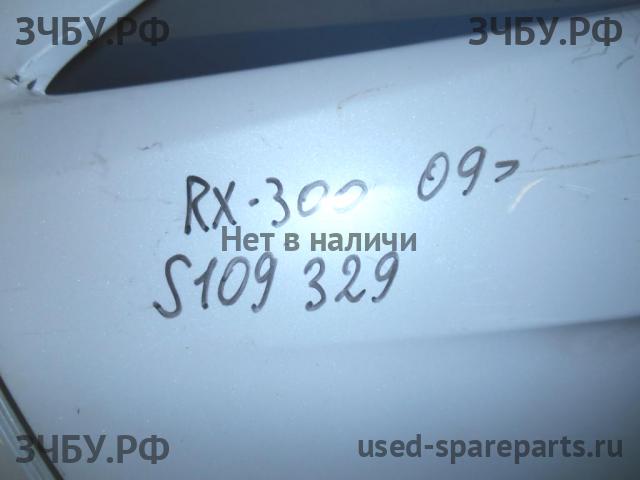 ЗЧБУ.РФ ЗЧБУ.РФ
RX-300 09>
Нет в наличи
S109 329
ЗЧБУ.РФ used-spareparts.ru